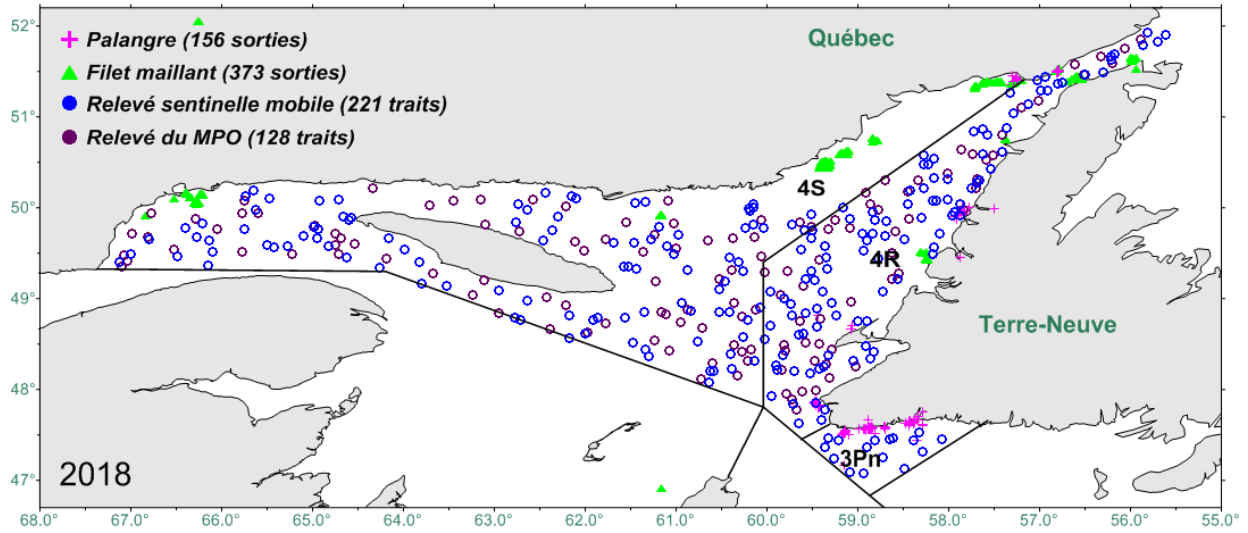 52°
51°
50°
49°
48°
47°
Palangre (156 sorties)
Filet maillant (373 sorties)
Relevé sentinelle mobile (221 traits)
Relevé du MPO (128 traits)
Québec
4S
4R
Terre-Neuve
3Pn
2018
68.0° 67.0 66.0 65.0 64.0 63.0 62.0 61.0 60.0 59.0 58.0 57.0 56.0 55.0°